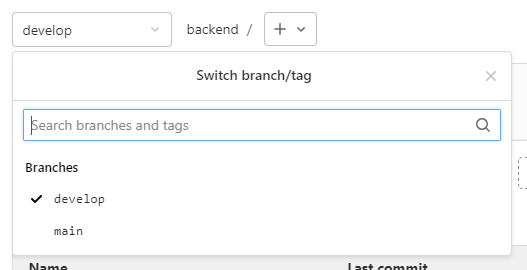 develop
backend /
Switch branch/tag
Search branches and tags
Branches
develop
main
Name Last commit